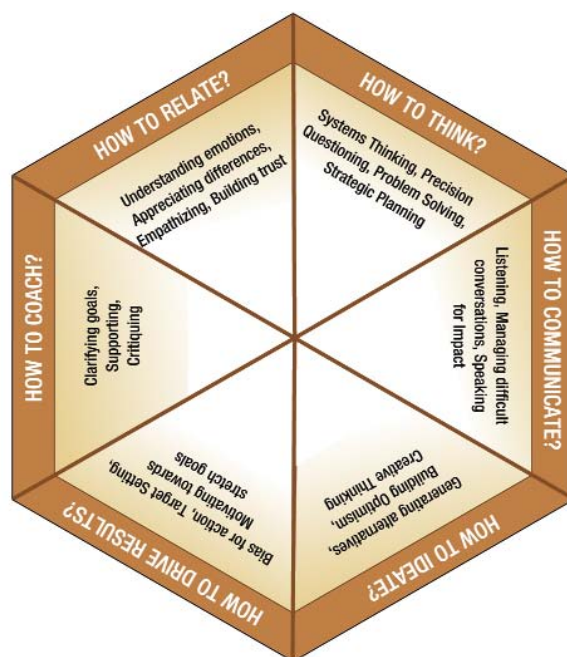 HOW TO RELATE?
Understanding emotions,
Appreciating differences,
Empathizing, Building trust
HOW TO THINK?
Systems Thinking, Precision
Questioning, Problem Solving,
Strategic Planning
HOW TO COMMUNICATE?
Listening, Managing difficult
conversations, Speaking
for Impact
HOW TO IDEATE?
Generating alternatives,
Building Optimism,
Creative Thinking
HOW TO DRIVE RESULTS?
Bias for action, Target Setting,
Motivating towards
stretch goals
HOW TO COACH?
Clarifying goals,
Supporting,
Critiquing